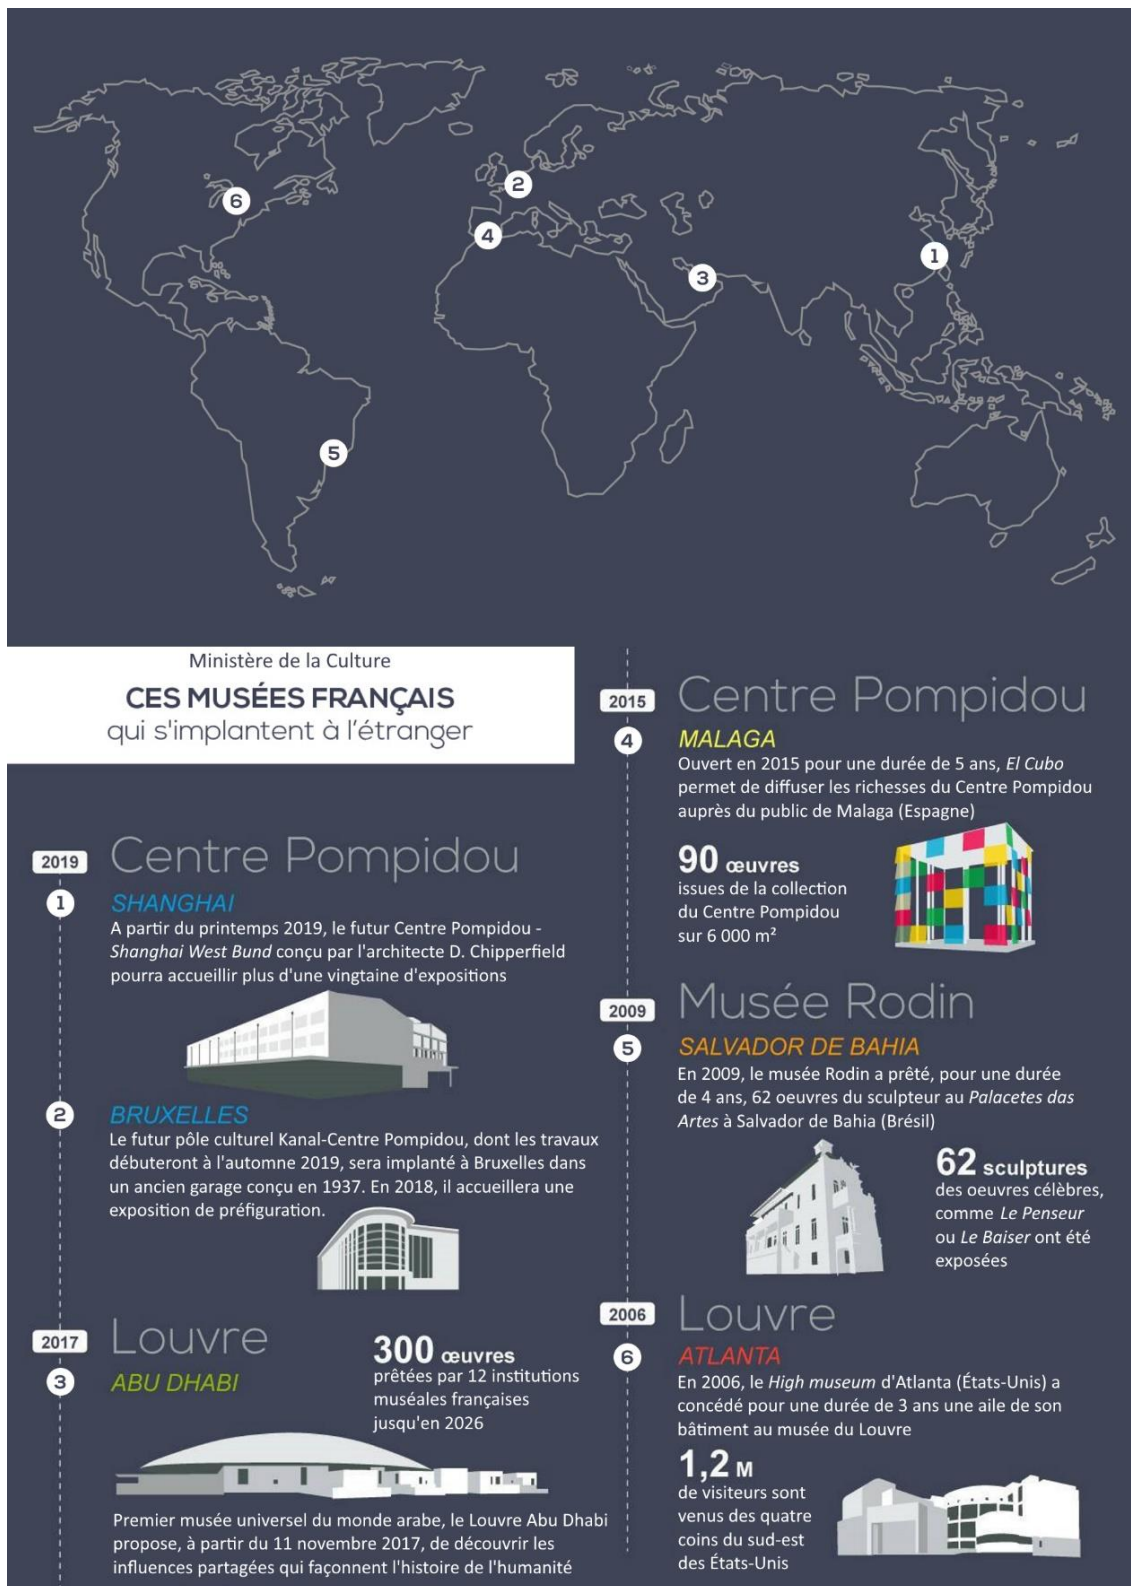 6
2
4
3
1
5
Ministère de la Culture
CES MUSÉES FRANÇAIS
qui s'implantent à l'étranger
2019
Centre Pompidou
1
SHANGHAI
A partir du printemps 2019, le futur Centre Pompidou -
Shanghai West Bund conçu par l'architecte D. Chipperfield
pourra accueillir plus d'une vingtaine d'expositions
2
BRUXELLES
Le futur pôle culturel Kanal-Centre Pompidou, dont les travaux
débuteront à l'automne 2019, sera implanté à Bruxelles dans
un ancien garage conçu en 1937. En 2018, il accueillera une
exposition de préfiguration.
2017
Louvre
3
ABU DHABI
300 œuvres
prêtées par 12 institutions
muséales françaises
jusqu'en 2026
Premier musée universel du monde arabe, le Louvre Abu Dhabi
propose, à partir du 11 novembre 2017, de découvrir les
influences partagées qui façonnent l'histoire de l'humanité
2015
Centre Pompidou
4
MALAGA
Ouvert en 2015 pour une durée de 5 ans, El Cubo
permet de diffuser les richesses du Centre Pompidou
auprès du public de Malaga (Espagne)
90 œuvres
issues de la collection
du Centre Pompidou
sur 6 000 m²
2009
Musée Rodin
5
SALVADOR DE BAHIA
En 2009, le musée Rodin a prêté, pour une durée
de 4 ans, 62 oeuvres du sculpteur au Palacetes das
Artes à Salvador de Bahia (Brésil)
62 sculptures
des oeuvres célèbres,
comme Le Penseur
ou Le Baiser ont été
exposées
2006
Louvre
6
ATLANTA
En 2006, le High museum d'Atlanta (États-Unis) a
concédé pour une durée de 3 ans une aile de son
bâtiment au musée du Louvre
1,2 M
de visiteurs sont
venus des quatre
coins du sud-est
des États-Unis